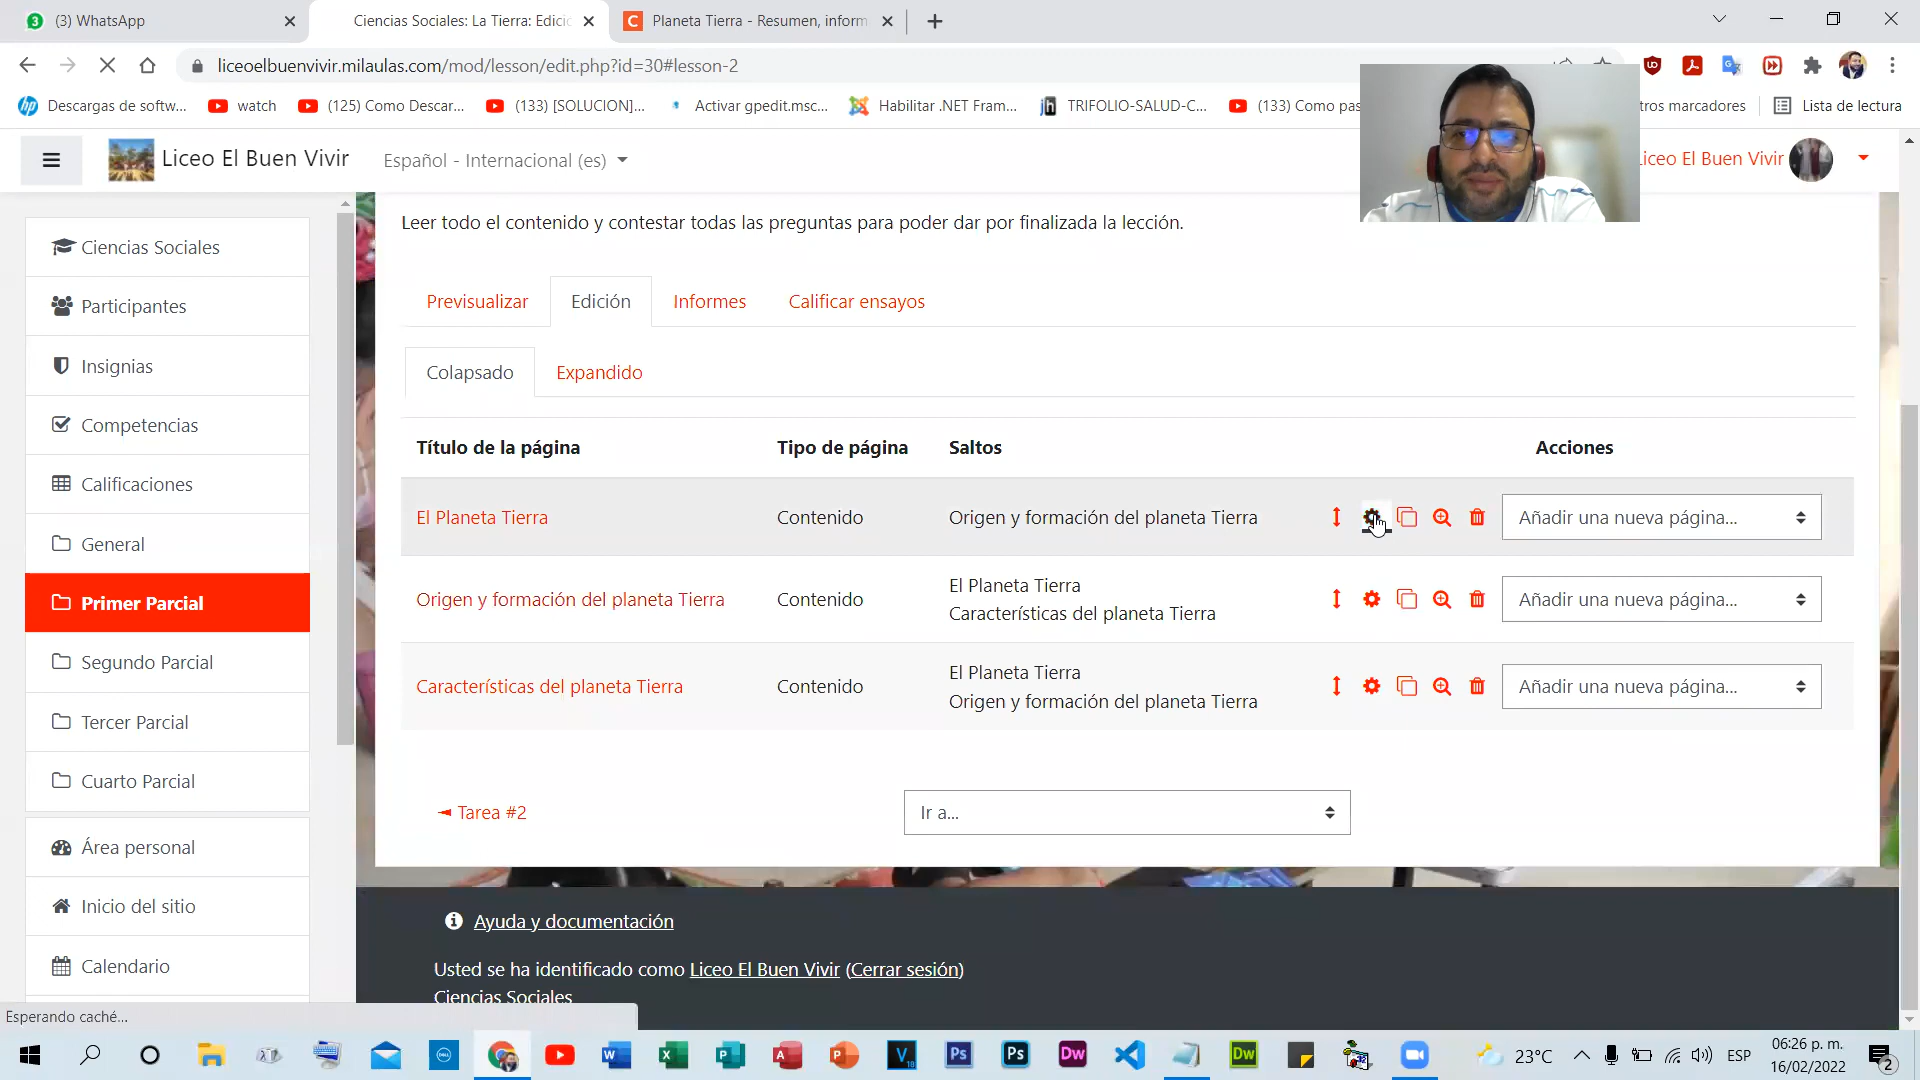 (3) WhatsApp
Ciencias Sociales: La Tierra: Edici
Planeta Tierra - Resumen, inform
liceoelbuenvivir.milaulas.com/mod/lesson/edit.php?id=30#lesson-2
Descargas de softw...
watch
(125) Como Descar...
(133) [SOLUCION]...
Activar gpedit.msc...
Habilitar .NET Fram...
TRIFOLIO-SALUD-C...
(133) Como pas
tros marcadores
Lista de lectura
Liceo El Buen Vivir
Español - Internacional (es)
Liceo El Buen Vivir
Ciencias Sociales
Participantes
Insignias
Competencias
Calificaciones
General
Primer Parcial
Segundo Parcial
Tercer Parcial
Cuarto Parcial
Área personal
Inicio del sitio
Calendario
Leer todo el contenido y contestar todas las preguntas para poder dar por finalizada la lección.
Previsualizar
Edición
Informes
Calificar ensayos
Colapsado
Expandido
Título de la página
Tipo de página
Saltos
Acciones
El Planeta Tierra
Contenido
Origen y formación del planeta Tierra
Añadir una nueva página...
Origen y formación del planeta Tierra
Contenido
El Planeta Tierra
Características del planeta Tierra
Añadir una nueva página...
Características del planeta Tierra
Contenido
El Planeta Tierra
Origen y formación del planeta Tierra
Añadir una nueva página...
◄ Tarea #2
Ir a...
Ayuda y documentación
Usted se ha identificado como Liceo El Buen Vivir (Cerrar sesión)
Ciencias Sociales
Esperando caché...
23°C
ESP
06:26 p. m.
16/02/2022
2